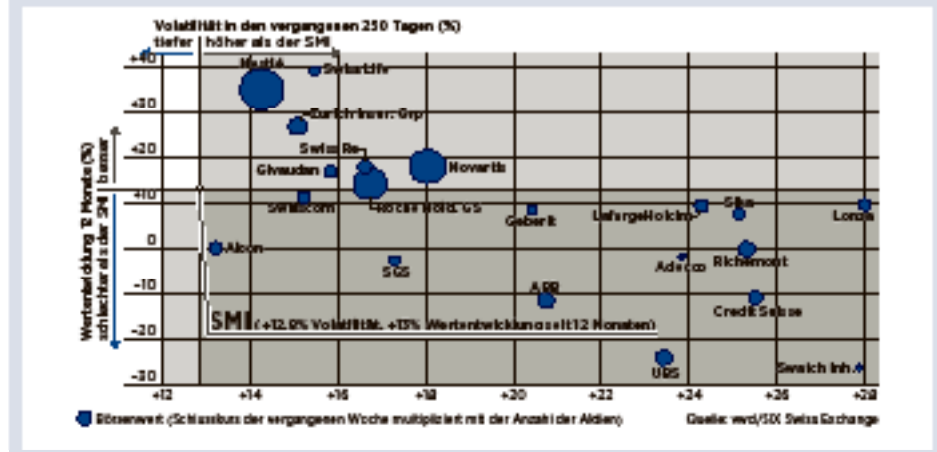 Volatilität in den vergangenen 250 Tagen (%)
tiefer höher als der SMI
Wertentwicklung 12 Monate (%)
schlechter als der SMI besser
+40
+30
+20
+10
0
-10
-20
-30
Nestlé
Swiss Life
Zurich Insur. Grp
Swiss Re
Givaudan
Novartis
Swisscom
Roche Hold. GS
Geberit
LafargeHolcim
Sika
Lonza
Alcon
SGS
Adecco
Richemont
ABB
Credit Suisse
SMI (+12.8% Volatilität, +13% Wertentwicklung seit 12 Monaten)
UBS
Swatch Inh.
+12 +14 +16 +18 +20 +22 +24 +26 +28
Börsenwert (Schlusskurs der vergangenen Woche multipliziert mit der Anzahl der Aktien)
Quelle: vwd/SIX Swiss Exchange